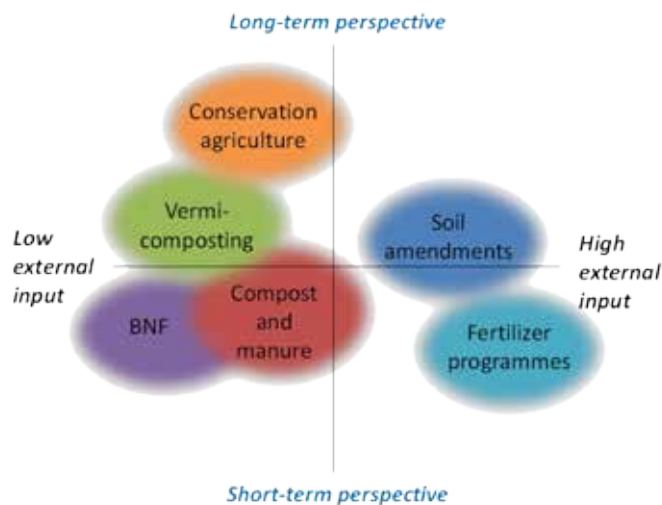 Long-term perspective
Conservation
agriculture
Vermi-
composting
Soil
amendments
Low
external
input
High
external
input
BNF
Compost
and
manure
Fertilizer
programmes
Short-term perspective